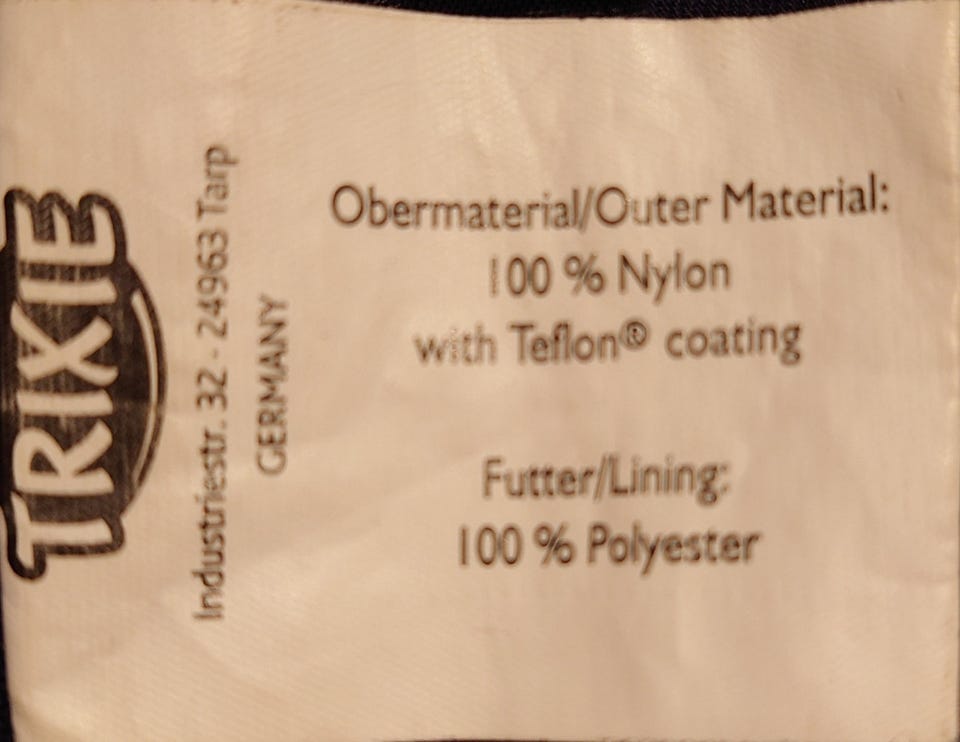 TRIXIE
Industriestr. 32 - 24963 Tarp
GERMANY
Obermaterial/Outer Material:
100 % Nylon
with Teflon® coating
Futter/Lining:
100 % Polyester